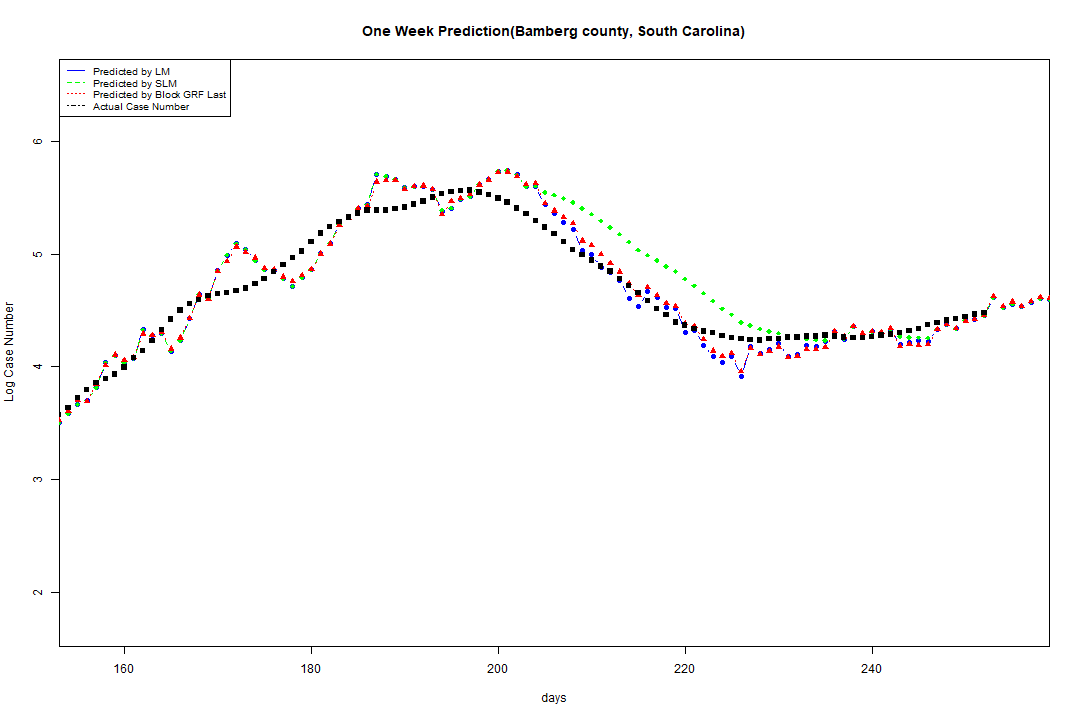 One Week Prediction(Bamberg county, South Carolina)
Predicted by LM
Predicted by SLM
Predicted by Block GRF Last
Actual Case Number
6
5
4
3
2
Log Case Number
160 180 200 220 240
days